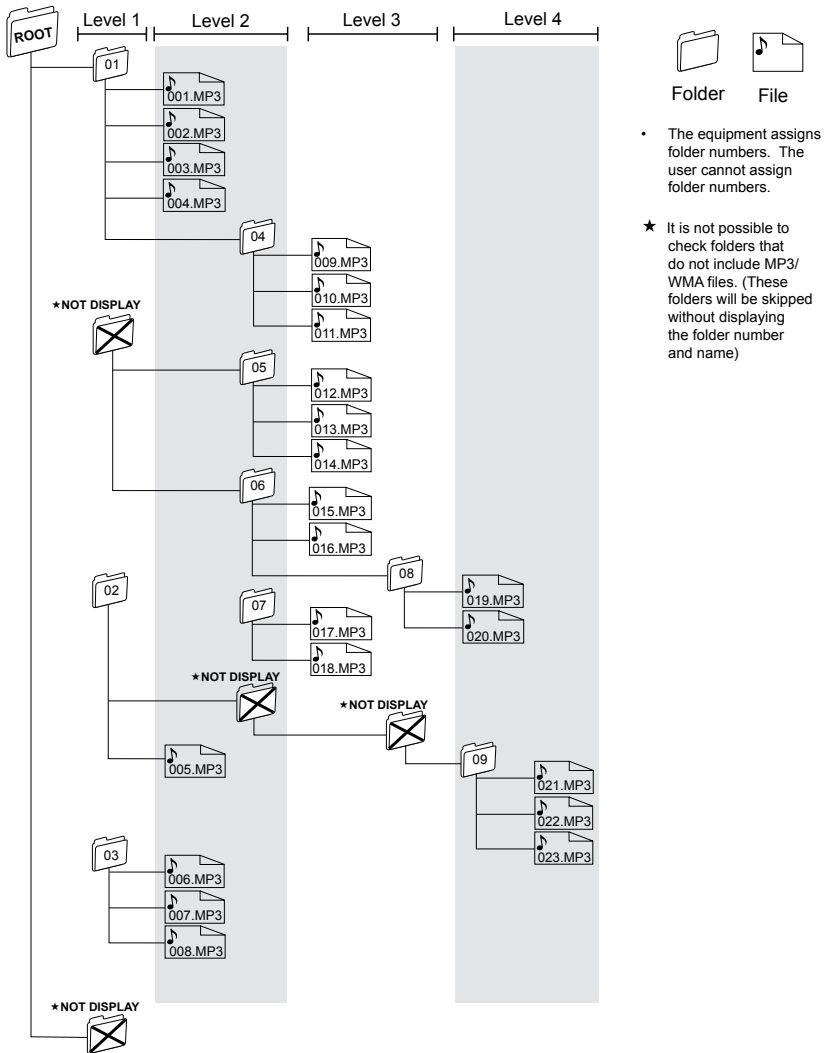 ROOT
Level 1
Level 2
Level 3
Level 4
01
001.MP3
002.MP3
003.MP3
004.MP3
04
009.MP3
010.MP3
011.MP3
★NOT DISPLAY
05
012.MP3
013.MP3
014.MP3
06
015.MP3
016.MP3
08
019.MP3
020.MP3
02
07
017.MP3
018.MP3
★NOT DISPLAY
★NOT DISPLAY
09
005.MP3
021.MP3
022.MP3
023.MP3
03
006.MP3
007.MP3
008.MP3
★NOT DISPLAY
Folder
File
• The equipment assigns
folder numbers. The
user cannot assign
folder numbers.
★ It is not possible to
check folders that
do not include MP3/
WMA files. (These
folders will be skipped
without displaying
the folder number
and name)